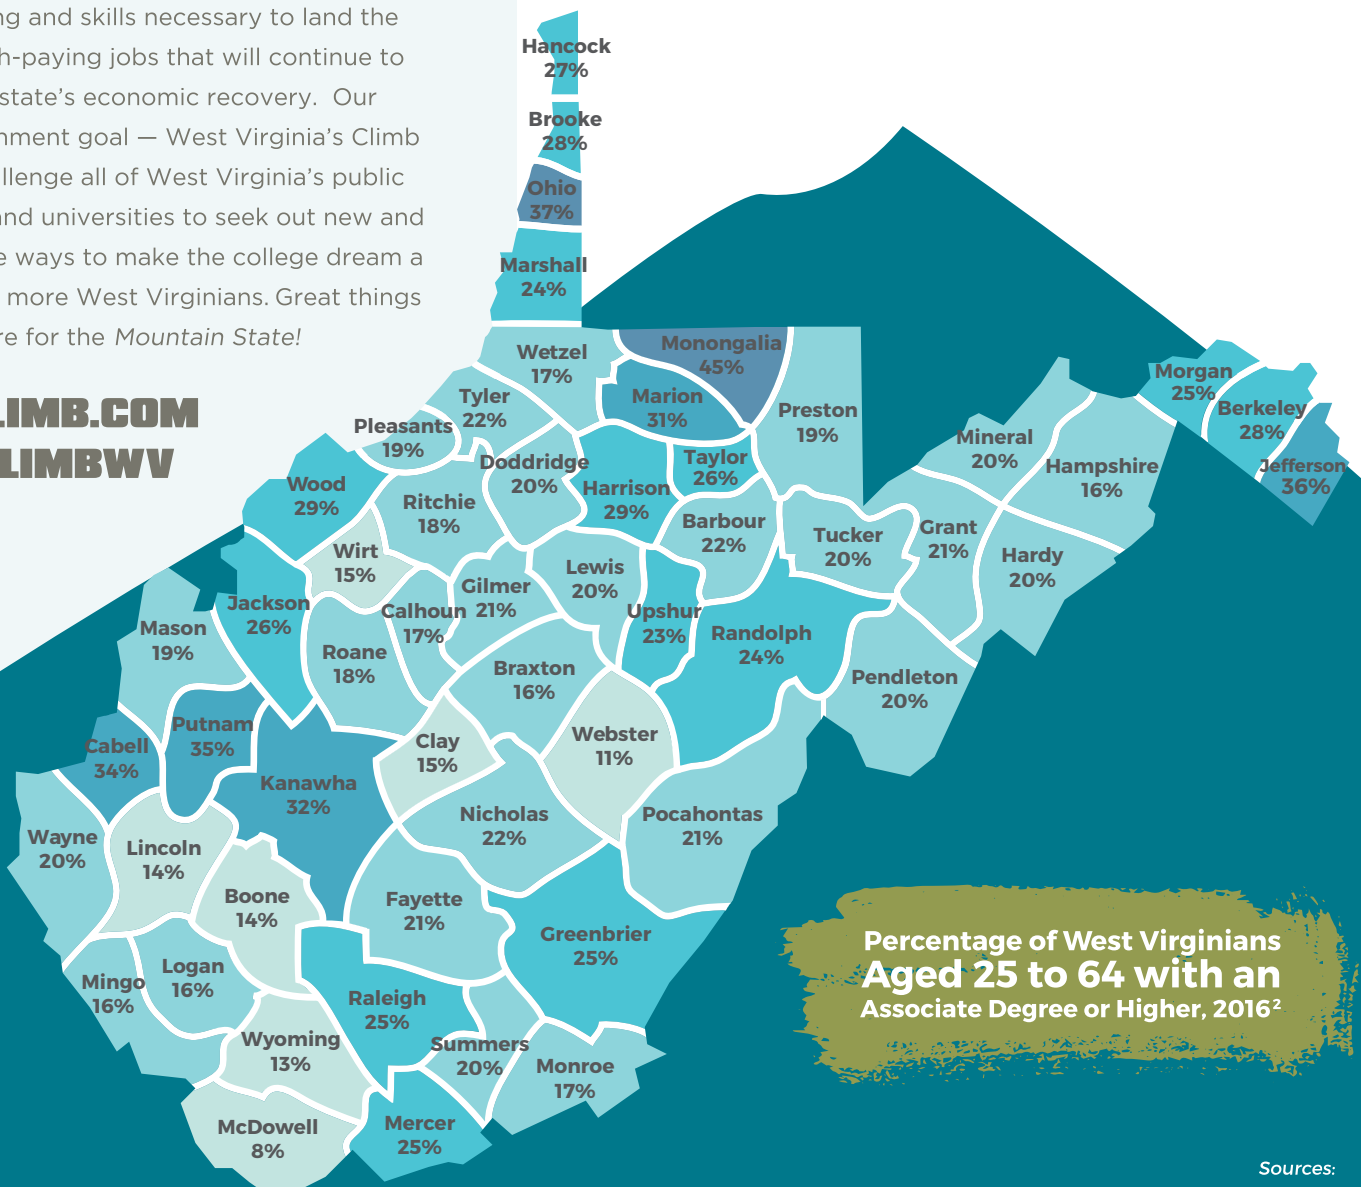 and skills necessary to land the
jobs that will continue to
state’s economic recovery. Our
goal — West Virginia’s Climb
all of West Virginia’s public
and universities to seek out new and
ways to make the college dream a
more West Virginians. Great things
for the Mountain State!
Hancock
27%
Brooke
28%
Ohio
37%
Marshall
24%
Wetzel
17%
Monongalia
45%
Marion
31%
Preston
19%
Tyler
22%
Pleasants
19%
Doddridge
20%
Harrison
29%
Taylor
26%
Wood
29%
Ritchie
18%
Wirt
15%
Barbour
22%
Tucker
20%
Grant
21%
Mineral
20%
Hampshire
16%
Hardy
20%
Morgan
25%
Berkeley
28%
Jefferson
36%
Jackson
26%
Mason
19%
Roane
18%
Calhoun
17%
Gilmer
21%
Lewis
20%
Upshur
23%
Randolph
24%
Pendleton
20%
Braxton
16%
Webster
11%
Clay
15%
Putnam
35%
Cabell
34%
Kanawha
32%
Nicholas
22%
Pocahontas
21%
Wayne
20%
Lincoln
14%
Boone
14%
Fayette
21%
Greenbrier
25%
Logan
16%
Mingo
16%
Raleigh
25%
Wyoming
13%
Summers
20%
Monroe
17%
Mercer
25%
McDowell
8%
Percentage of West Virginians
Aged 25 to 64 with an
Associate Degree or Higher, 2016²
Sources: